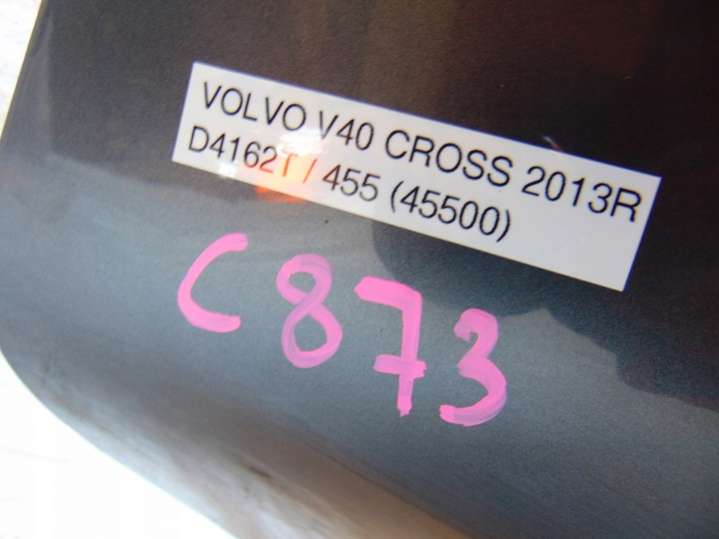 VOLVO V40 CROSS 2013R
D4162T / 455 (45500)
C873